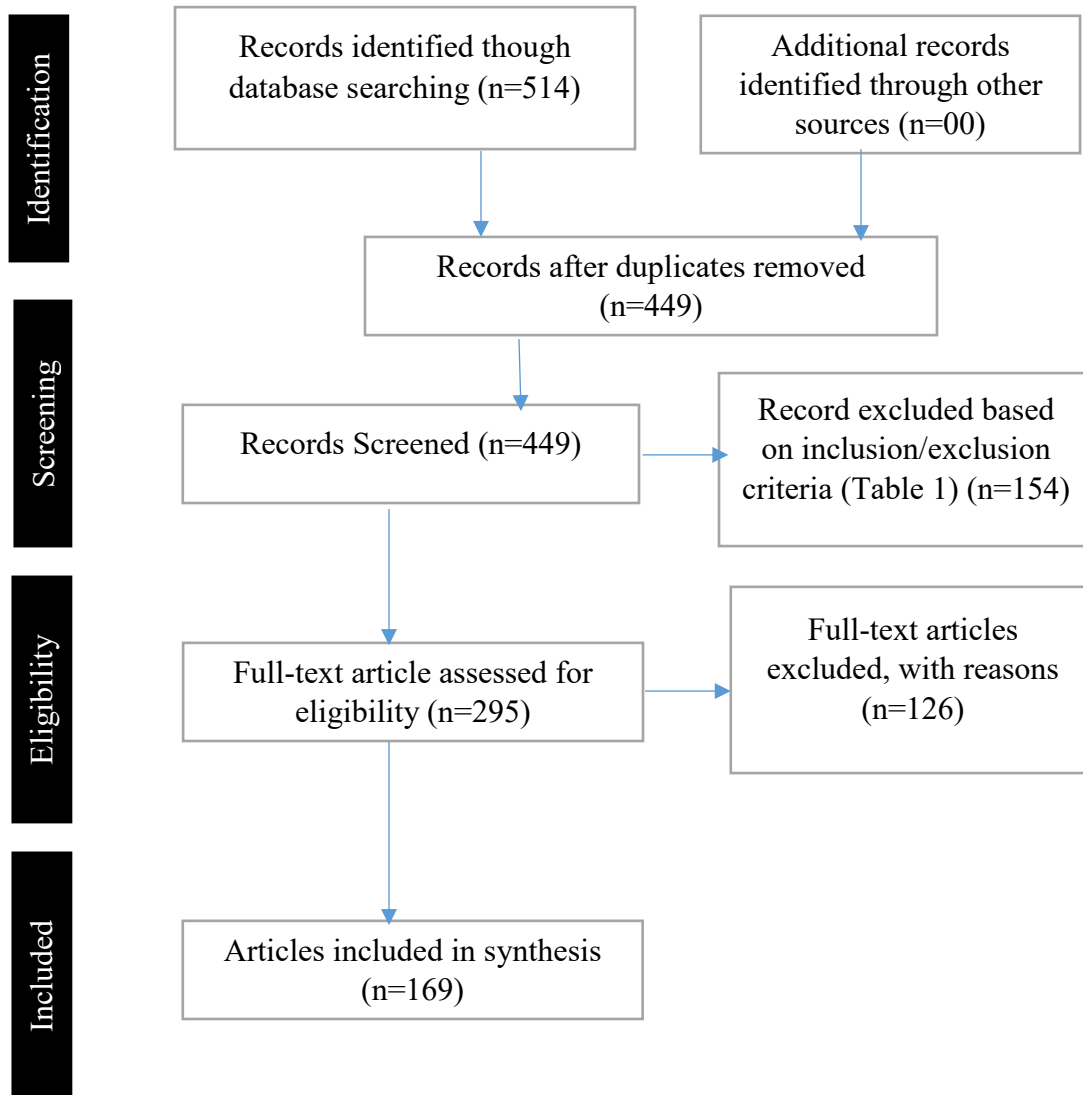 Identification
Records identified though
database searching (n=514)
Additional records
identified through other
sources (n=00)
Records after duplicates removed
(n=449)
Screening
Records Screened (n=449)
Record excluded based
on inclusion/exclusion
criteria (Table 1) (n=154)
Eligibility
Full-text article assessed for
eligibility (n=295)
Full-text articles
excluded, with reasons
(n=126)
Included
Articles included in synthesis
(n=169)